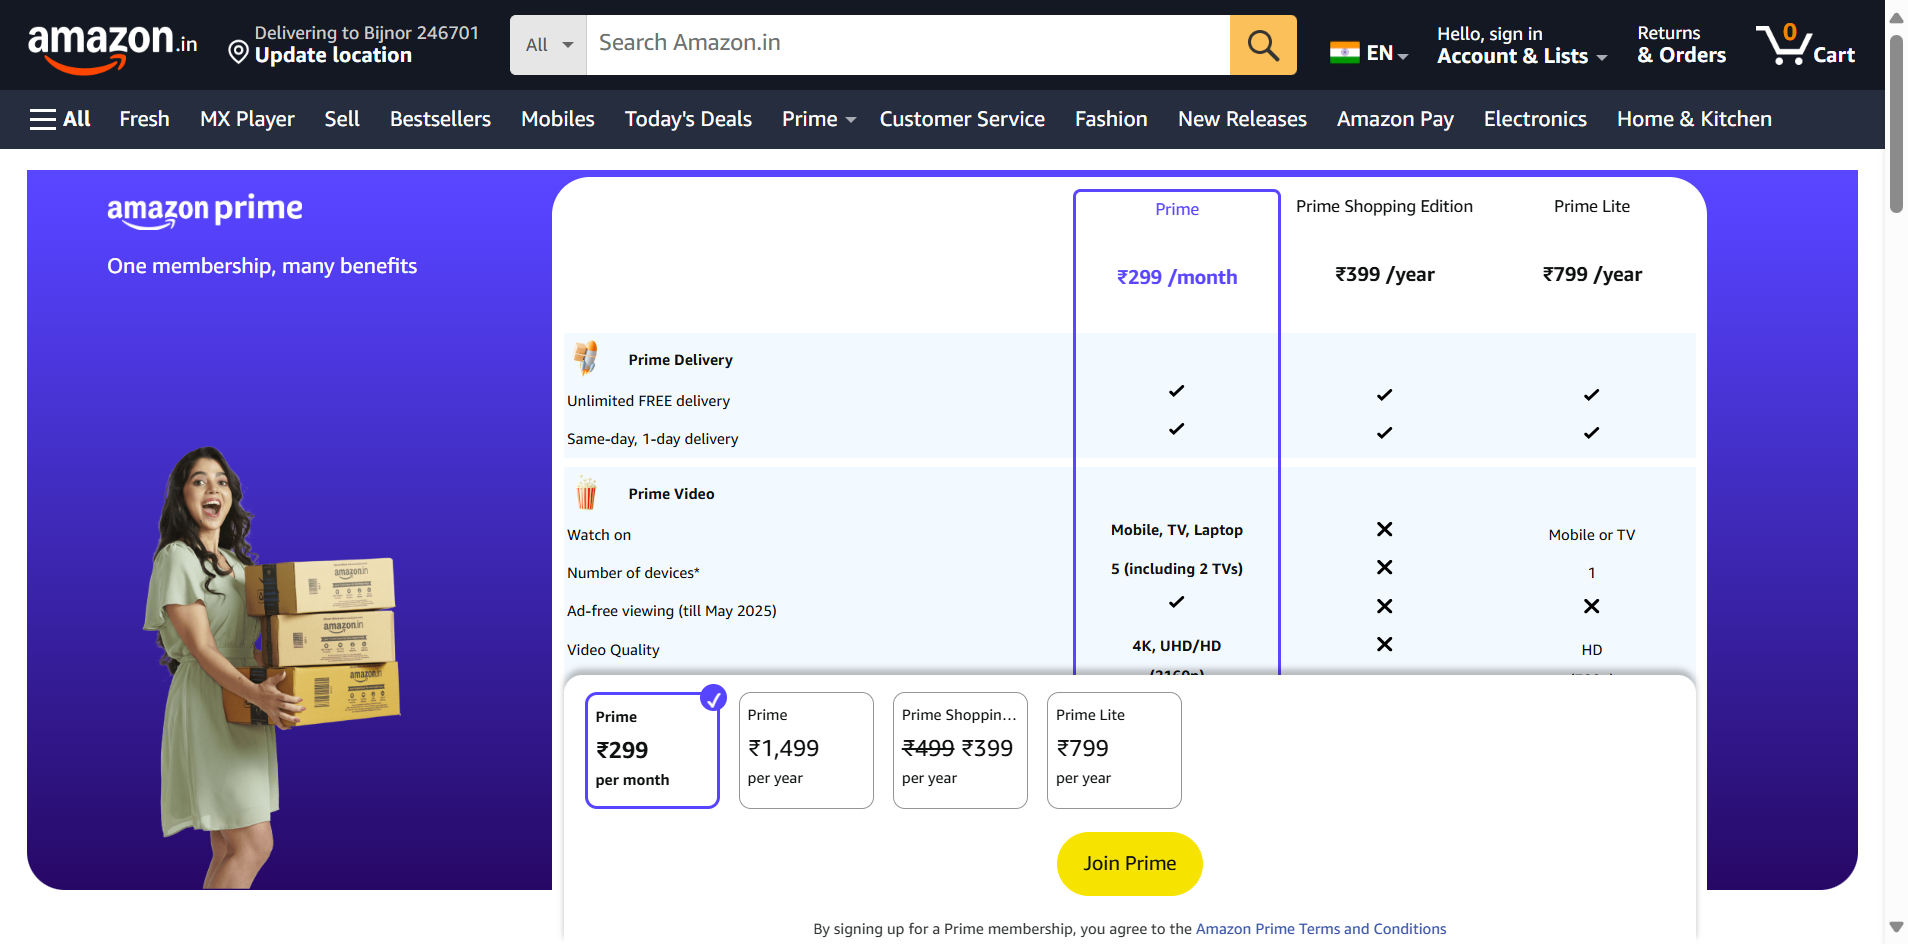 amazon.in
Delivering to Bijnor 246701
Update location
All
Search Amazon.in
EN
Hello, sign in
Account & Lists
Returns
& Orders
0
Cart
All
Fresh
MX Player
Sell
Bestsellers
Mobiles
Today's Deals
Prime
Customer Service
Fashion
New Releases
Amazon Pay
Electronics
Home & Kitchen
amazon prime
One membership, many benefits
amazon.in
amazon.in
amazon.in
Prime
Prime Shopping Edition
Prime Lite
₹299 /month
₹399 /year
₹799 /year
Prime Delivery
Unlimited FREE delivery
Same-day, 1-day delivery
Prime Video
Watch on
Mobile, TV, Laptop
Mobile or TV
Number of devices*
5 (including 2 TVs)
1
Ad-free viewing (till May 2025)
Video Quality
4K, UHD/HD
HD
Prime
₹299
per month
Prime
₹1,499
per year
Prime Shoppin...
₹499 ₹399
per year
Prime Lite
₹799
per year
Join Prime
By signing up for a Prime membership, you agree to the Amazon Prime Terms and Conditions